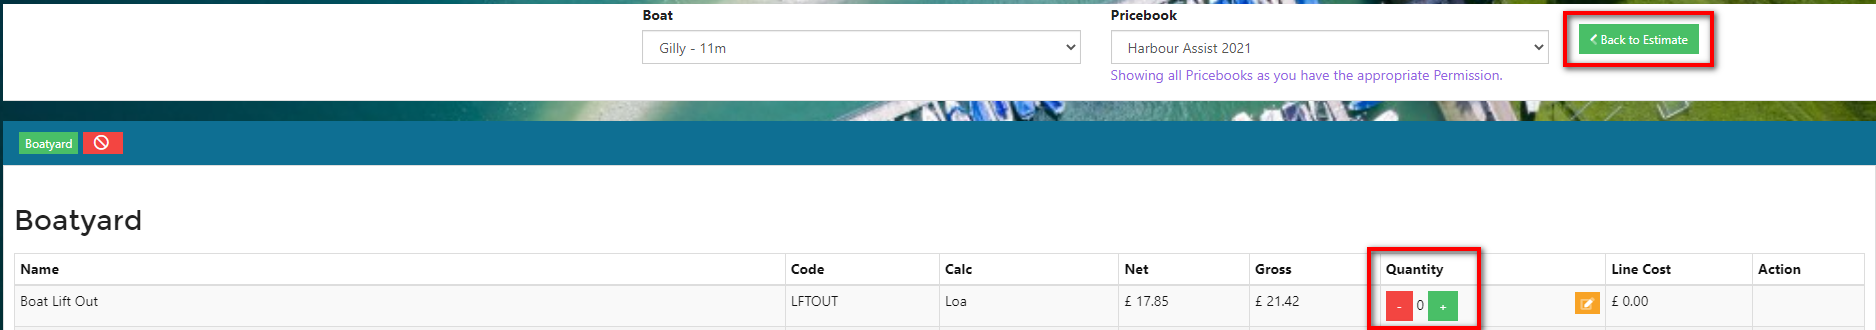 Boat
Pricebook
Gilly - 11m
Harbour Assist 2021
Back to Estimate
Showing all Pricebooks as you have the appropriate Permission.
Boatyard
Boatyard
Name Code Calc Net Gross Quantity Line Cost Action
Boat Lift Out LFTOUT Loa £ 17.85 £ 21.42 - 0 + £ 0.00